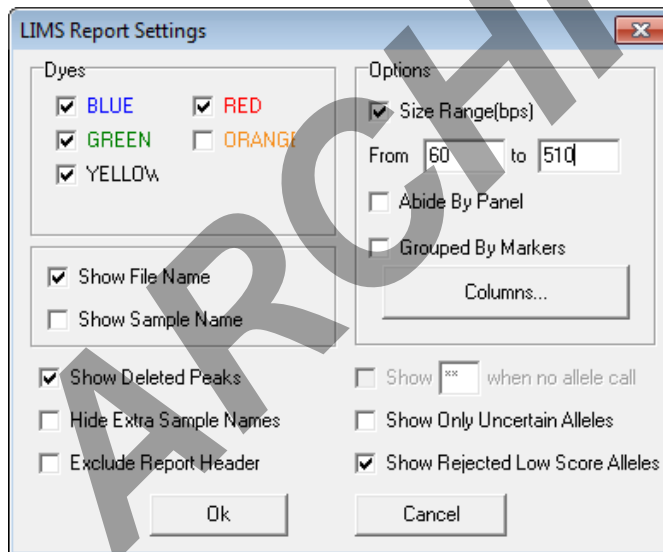 LIMS Report Settings
Dyes
BLUE
RED
GREEN
ORANGE
YELLOW
Show File Name
Show Sample Name
Show Deleted Peaks
Hide Extra Sample Names
Exclude Report Header
Options
Size Range(bps)
From 60 to 510
Abide By Panel
Grouped By Markers
Columns...
Show ** when no allele call
Show Only Uncertain Alleles
Show Rejected Low Score Alleles
Ok
Cancel